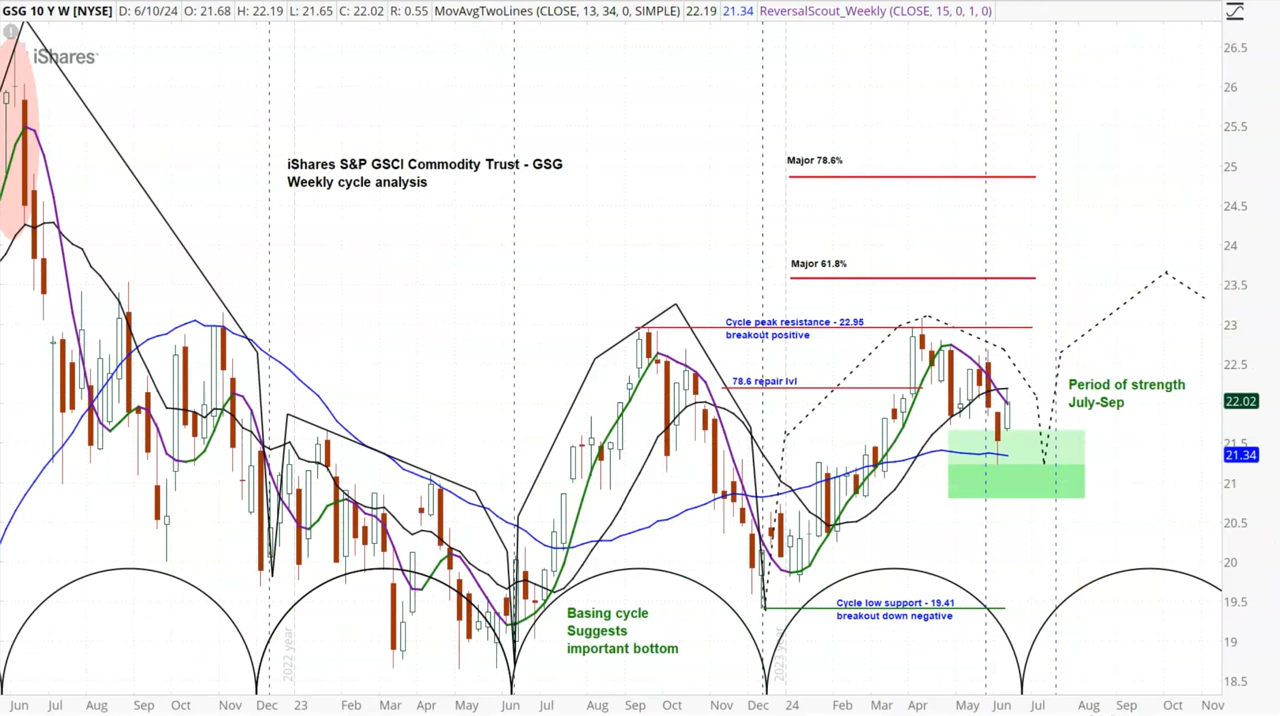 GSG 10 Y W [NYSE] D: 6/10/24 O: 21.68 H: 22.19 L: 21.65 C: 22.02 R: 0.55 MovAvgTwoLines (CLOSE, 13, 34, 0, SIMPLE) 22.19 21.34 ReversalScout_Weekly (CLOSE, 15, 0, 1, 0)
iShares
26.5
26
25.5
iShares S&P GSCI Commodity Trust - GSG
Weekly cycle analysis
Major 78.6%
25
24.5
24
Major 61.8%
23.5
Cycle peak resistance - 22.95
breakout positive
23
22.5
78.6 repair lvl
Period of strength
July-Sep
22.02
21.5
21.34
21
20.5
20
Cycle low support - 19.41
breakout down negative
19.5
Basing cycle
Suggests
important bottom
19
18.5
2022 year
2023 year
Jun Jul Aug Sep Oct Nov Dec 23 Feb Mar Apr May Jun Jul Aug Sep Oct Nov Dec 24 Feb Mar Apr May Jun Jul Aug Sep Oct Nov